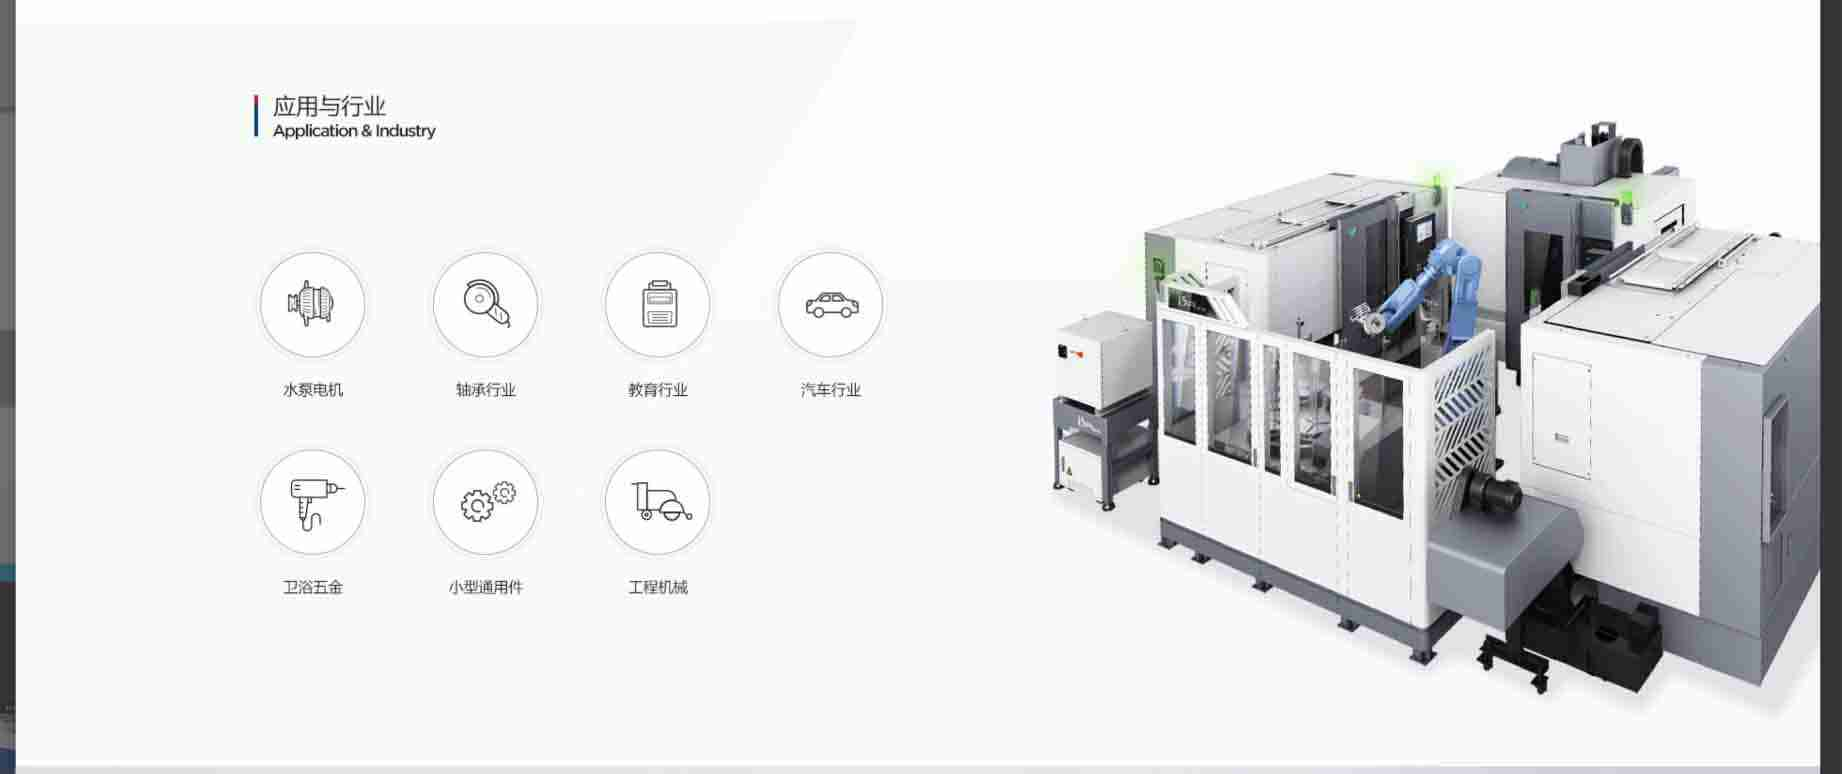 应用与行业
Application & Industry
水泵电机
轴承行业
教育行业
汽车行业
卫浴五金
小型通用件
工程机械